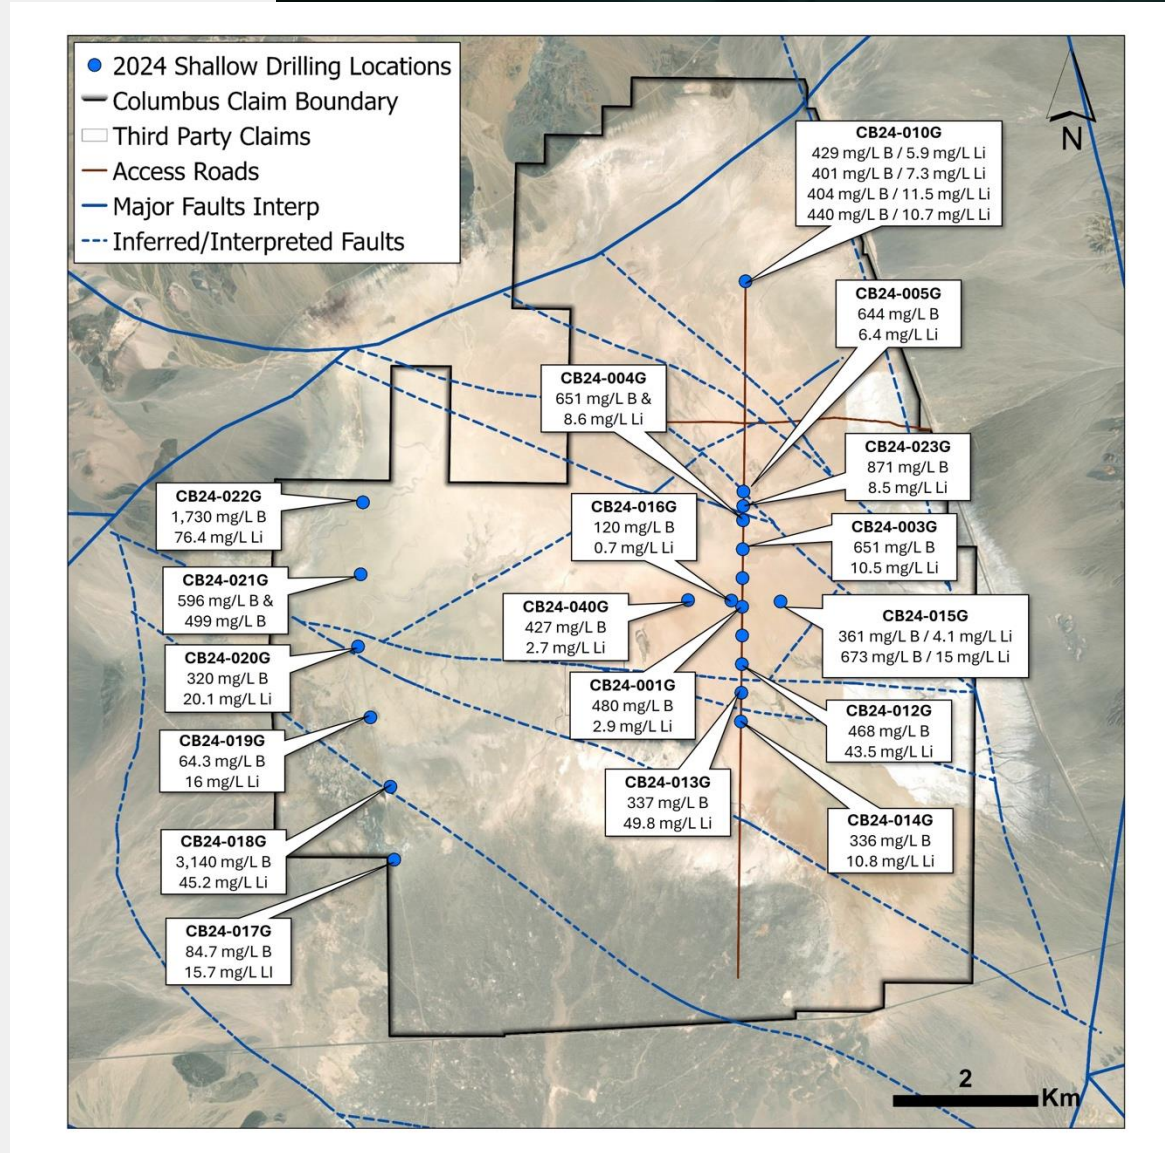 2024 Shallow Drilling Locations
Columbus Claim Boundary
Third Party Claims
Access Roads
Major Faults Interp
Inferred/Interpreted Faults
N
CB24-010G
429 mg/L B / 5.9 mg/L Li
401 mg/L B / 7.3 mg/L Li
404 mg/L B / 11.5 mg/L Li
440 mg/L B / 10.7 mg/L Li
CB24-005G
644 mg/L B
6.4 mg/L Li
CB24-004G
651 mg/L B &
8.6 mg/L Li
CB24-023G
871 mg/L B
8.5 mg/L Li
CB24-022G
1,730 mg/L B
76.4 mg/L Li
CB24-016G
120 mg/L B
0.7 mg/L Li
CB24-003G
651 mg/L B
10.5 mg/L Li
CB24-021G
596 mg/L B &
499 mg/L B
CB24-040G
427 mg/L B
2.7 mg/L Li
CB24-015G
361 mg/L B / 4.1 mg/L Li
673 mg/L B / 15 mg/L Li
CB24-020G
320 mg/L B
20.1 mg/L Li
CB24-001G
480 mg/L B
2.9 mg/L Li
CB24-012G
468 mg/L B
43.5 mg/L Li
CB24-019G
64.3 mg/L B
16 mg/L Li
CB24-013G
337 mg/L B
49.8 mg/L Li
CB24-014G
336 mg/L B
10.8 mg/L Li
CB24-018G
3,140 mg/L B
45.2 mg/L Li
CB24-017G
84.7 mg/L B
15.7 mg/L LI
2
Km